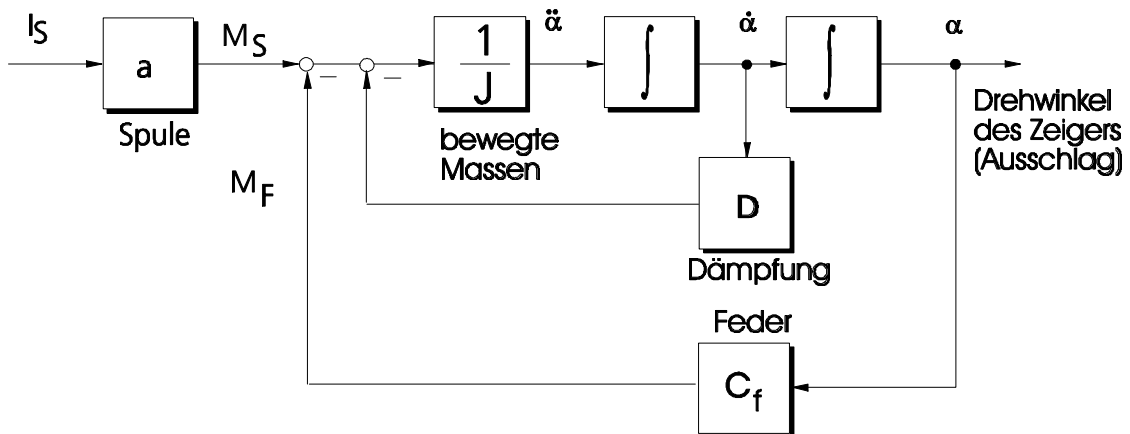 I_S
M_S
α̈
α̇
α
a
1
J
∫
∫
Spule
bewegte
Massen
Drehwinkel
des Zeigers
(Ausschlag)
M_F
D
Dämpfung
Feder
C_f